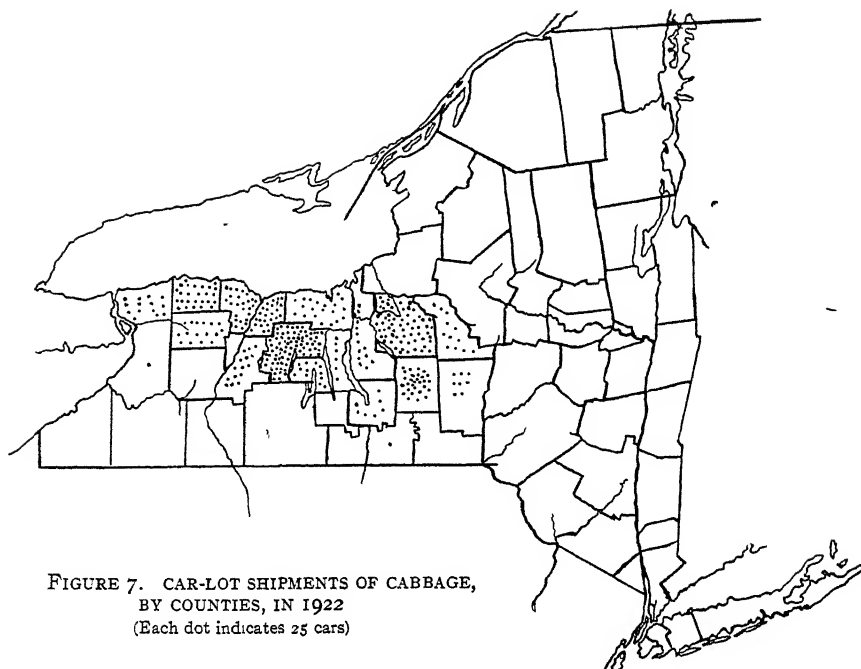 FIGURE 7. CAR-LOT SHIPMENTS OF CABBAGE,
BY COUNTIES, IN 1922
(Each dot indicates 25 cars)